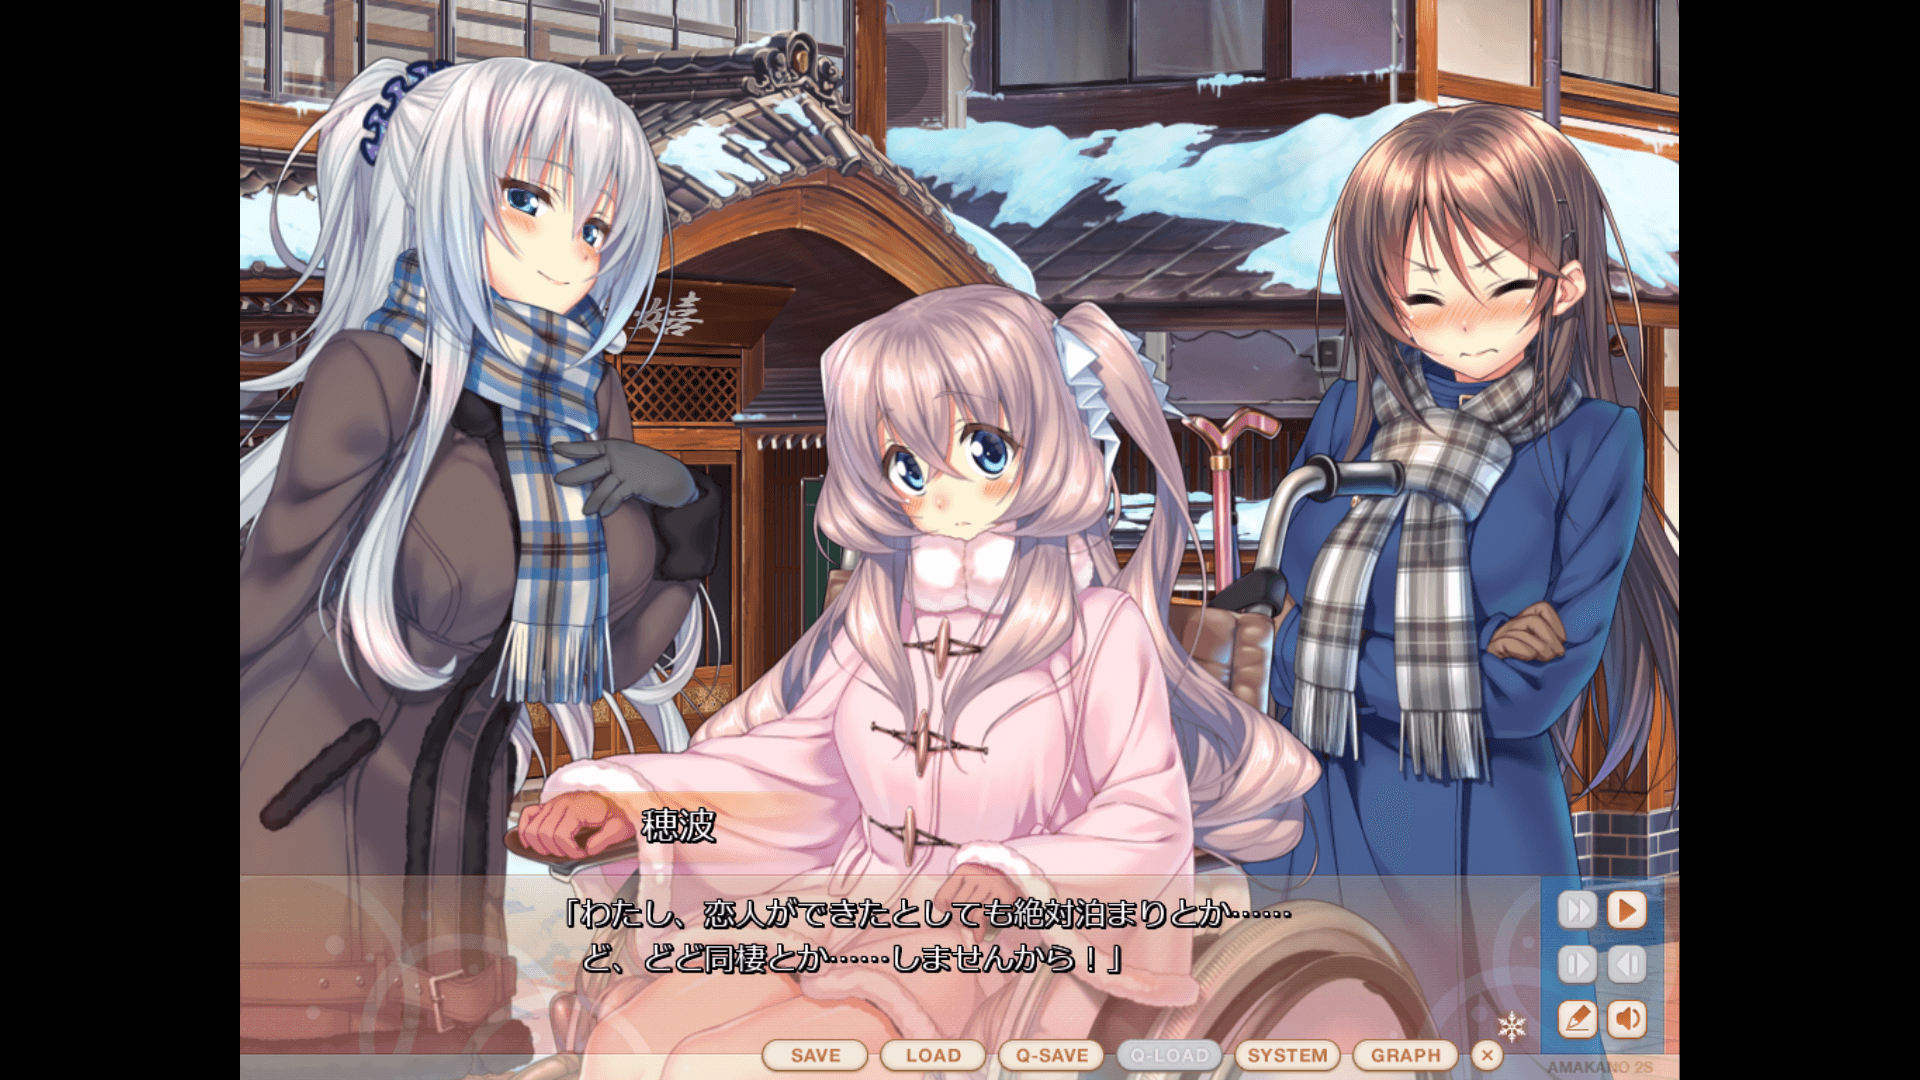 嬉
穂波
「わたし、恋人ができたとしても絶対泊まりとか……
ど、どど同棲とか……しませんから！」
SAVE
LOAD
Q-SAVE
Q-LOAD
SYSTEM
GRAPH
×
AMAKANO 2S